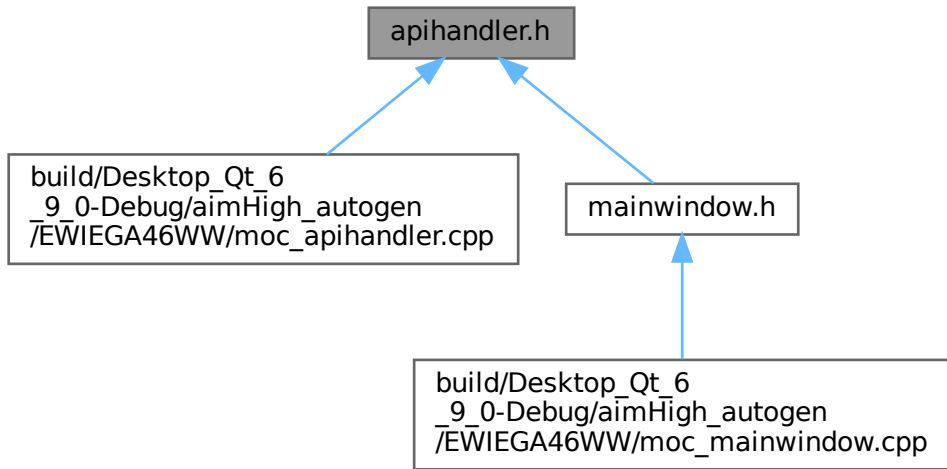 apihandler.h
build/Desktop_Qt_6
_9_0-Debug/aimHigh_autogen
/EWIEGA46WW/moc_apihandler.cpp
mainwindow.h
build/Desktop_Qt_6
_9_0-Debug/aimHigh_autogen
/EWIEGA46WW/moc_mainwindow.cpp